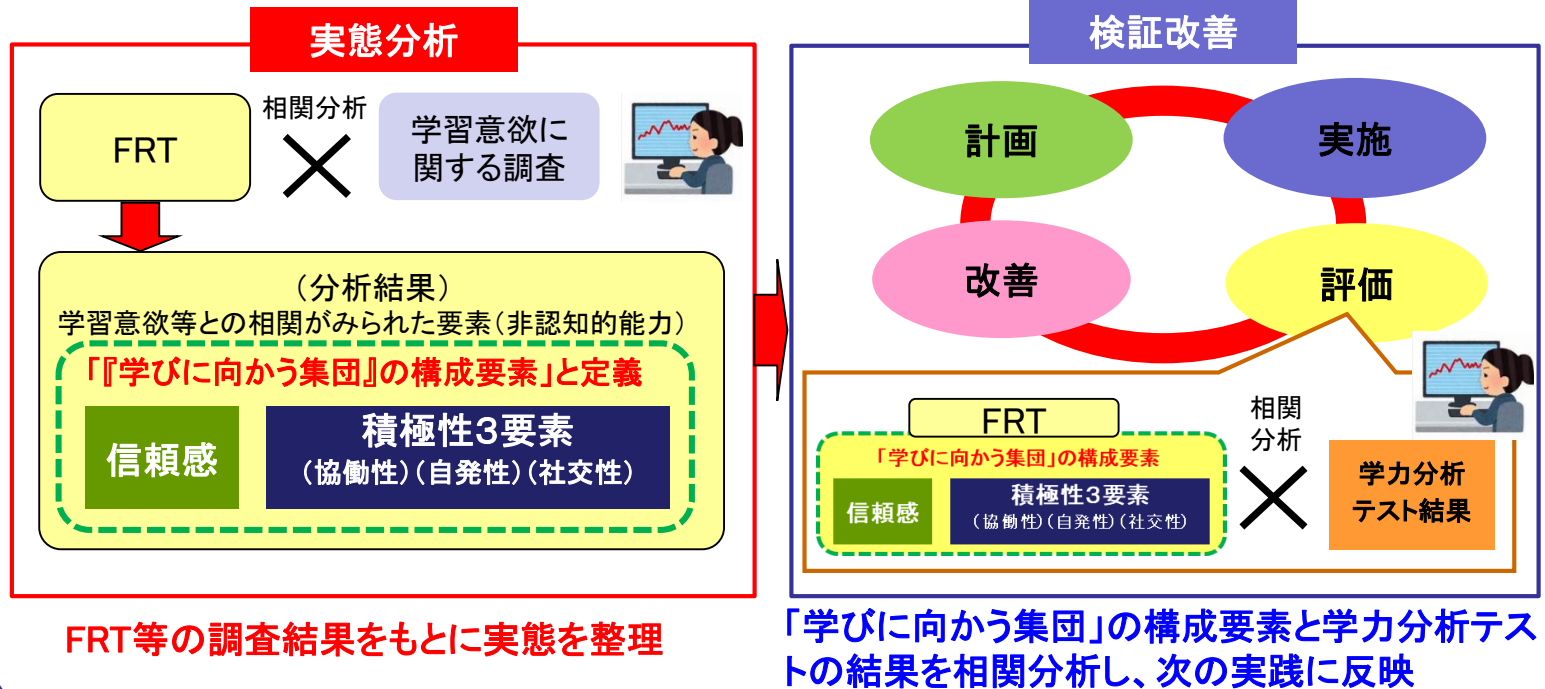 実態分析
FRT
相関分析
学習意欲に
関する調査
（分析結果）
学習意欲等との相関がみられた要素（非認知的能力）
「『学びに向かう集団』の構成要素」と定義
信頼感
積極性３要素
（協働性）（自発性）（社交性）
FRT等の調査結果をもとに実態を整理
検証改善
計画
実施
改善
評価
FRT
「学びに向かう集団」の構成要素
信頼感
積極性３要素
（協働性）（自発性）（社交性）
相関
分析
学力分析
テスト結果
「学びに向かう集団」の構成要素と学力分析テス
トの結果を相関分析し、次の実践に反映